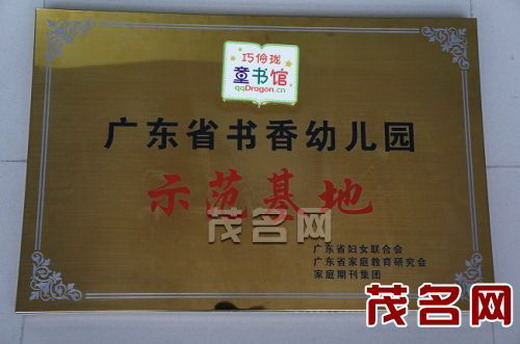 巧伶珑
童书馆
qqDragon.cn
广东省书香幼儿园
示范基地
茂名网
广东省妇女联合会
广东省家庭教育研究会
家庭期刊集团
茂名网